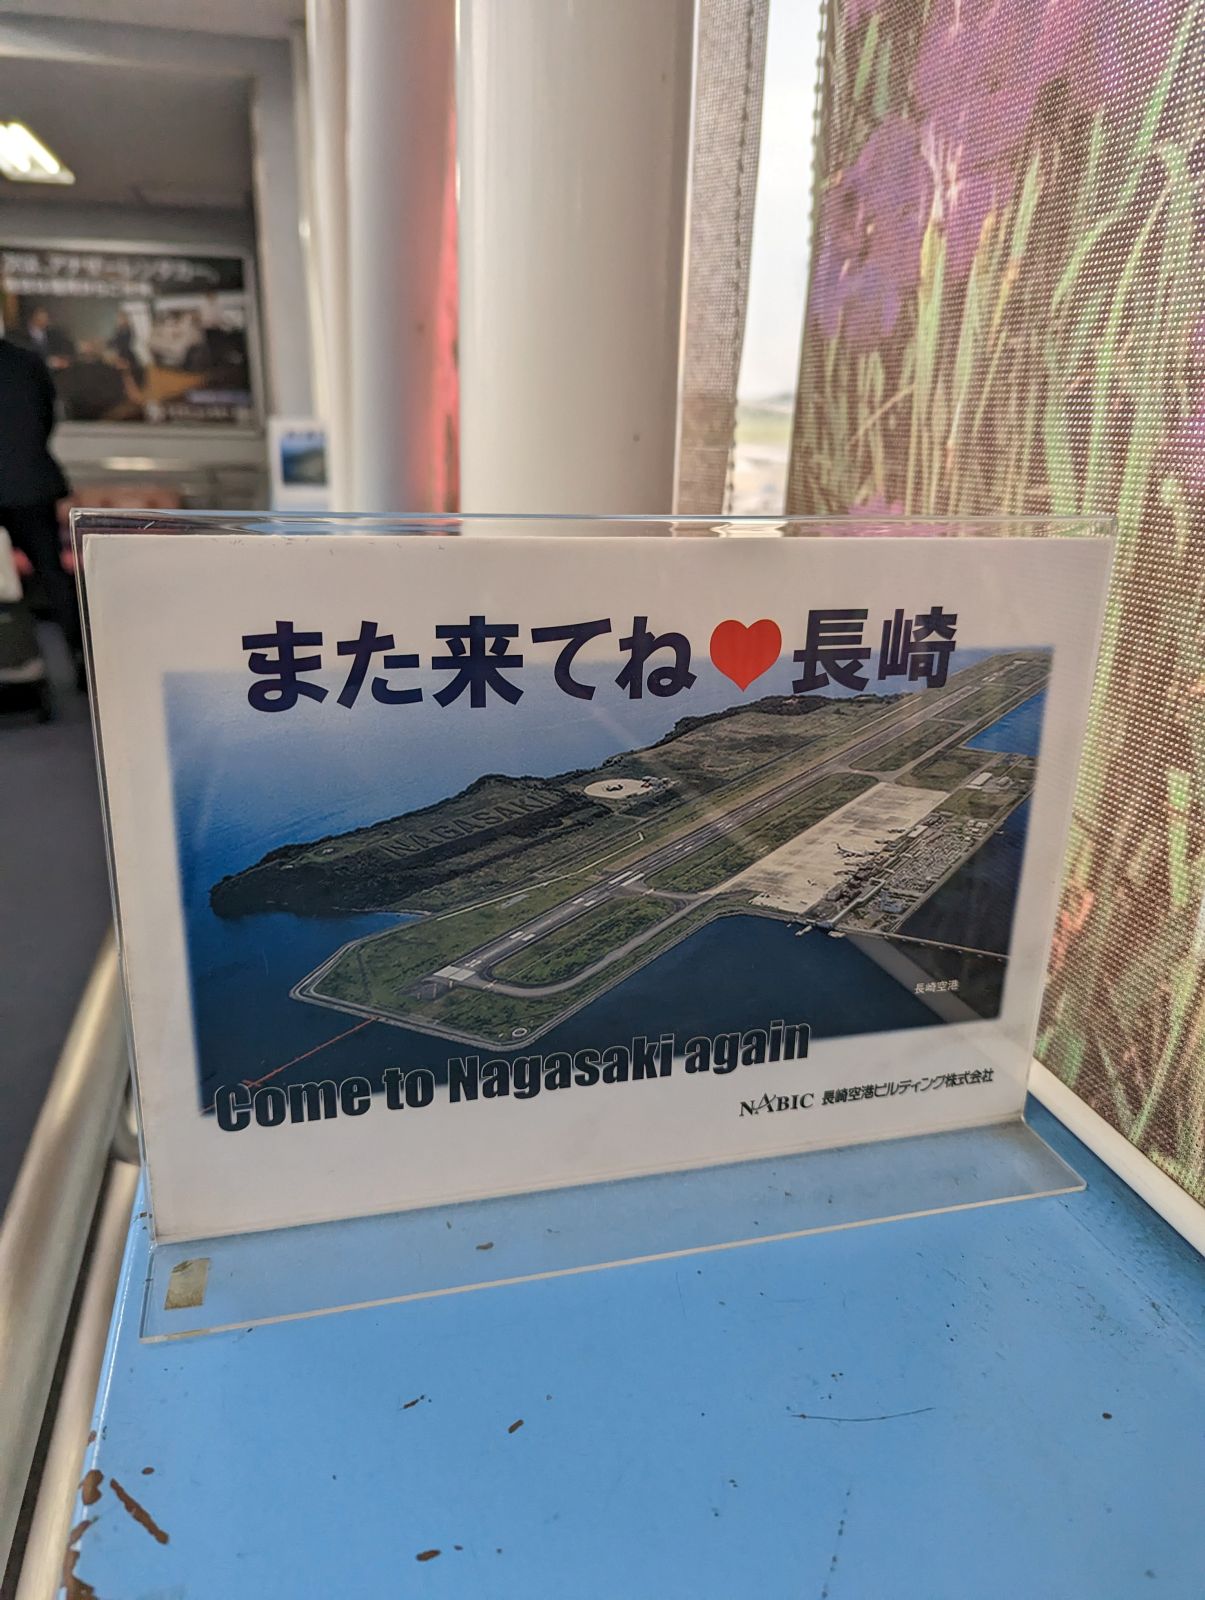 また来てね♥長崎
NAGASAKI
長崎空港
Come to Nagasaki again
NABIC 長崎空港ビルディング株式会社